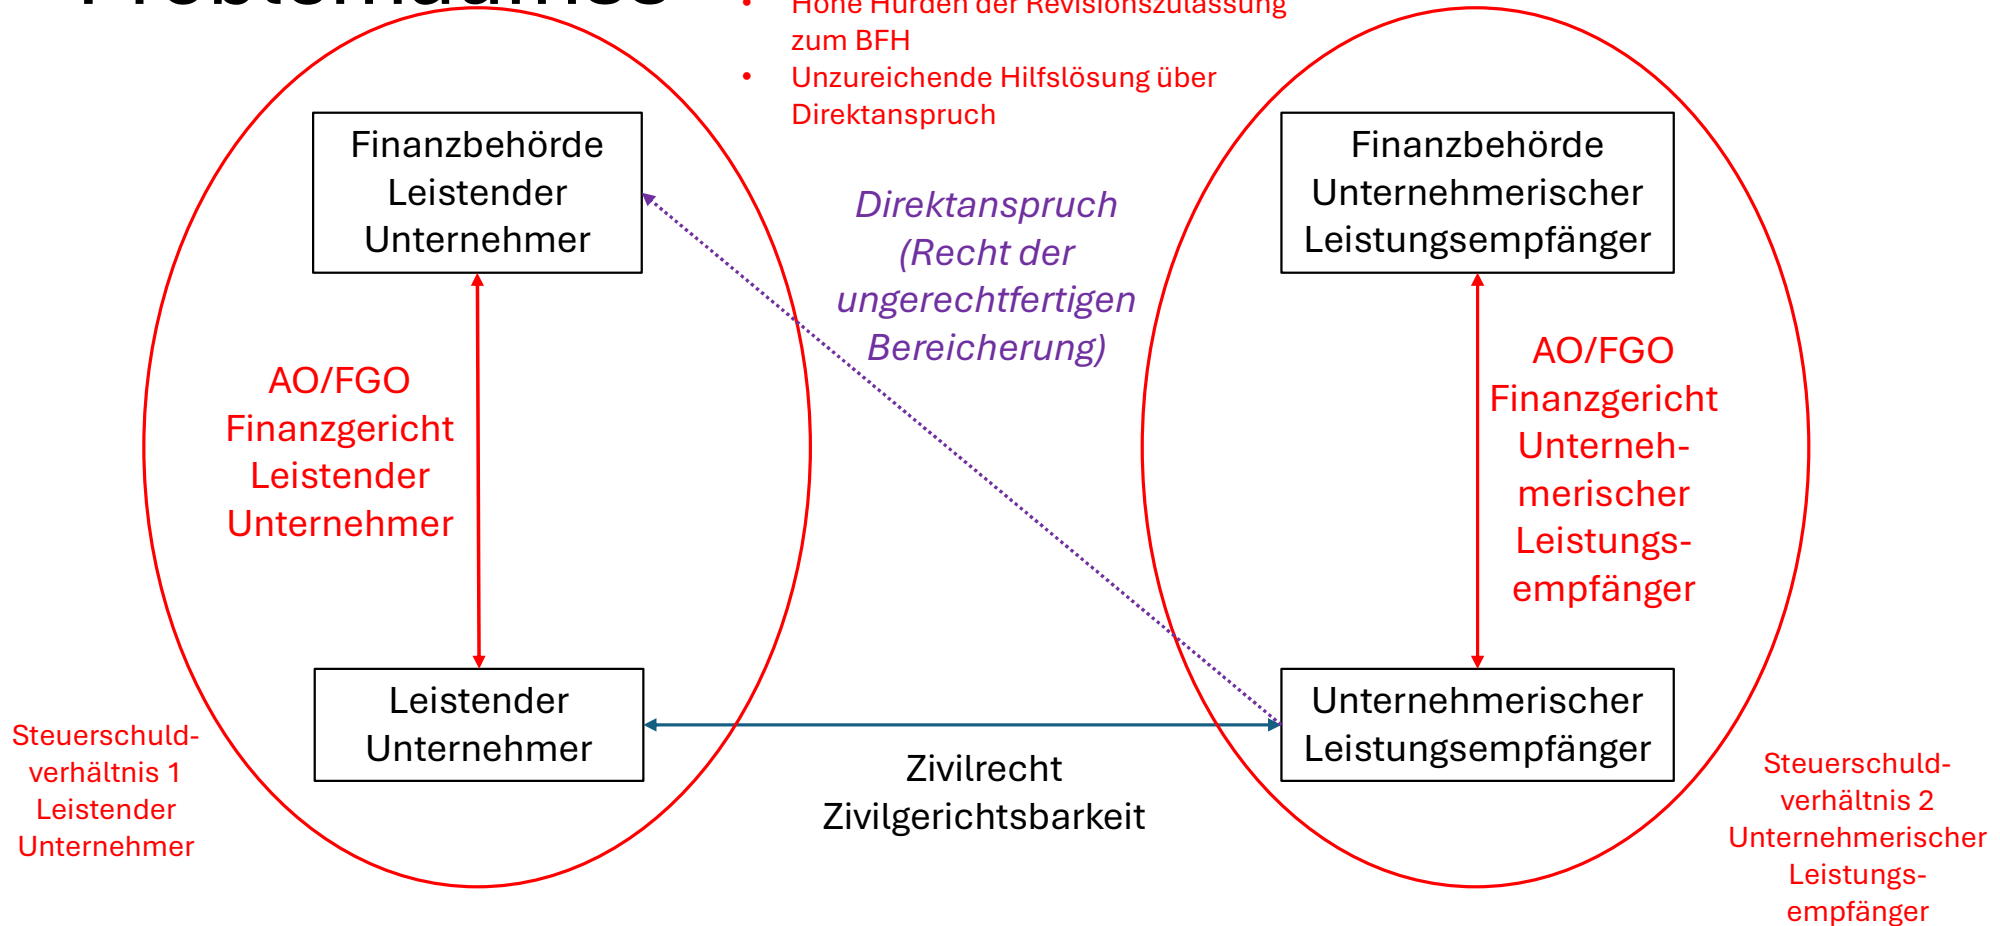 Problemaufriss
• Hohe Hürden der Revisionszulassung
zum BFH
• Unzureichende Hilfslösung über
Direktanspruch
Finanzbehörde
Leistender
Unternehmer
Direktanspruch
(Recht der
ungerechtfertigen
Bereicherung)
Finanzbehörde
Unternehmerischer
Leistungsempfänger
AO/FGO
Finanzgericht
Leistender
Unternehmer
AO/FGO
Finanzgericht
Unterneh-
merischer
Leistungs-
empfänger
Leistender
Unternehmer
Zivilrecht
Zivilgerichtsbarkeit
Unternehmerischer
Leistungsempfänger
Steuerschuld-
verhältnis 1
Leistender
Unternehmer
Steuerschuld-
verhältnis 2
Unternehmerischer
Leistungs-
empfänger